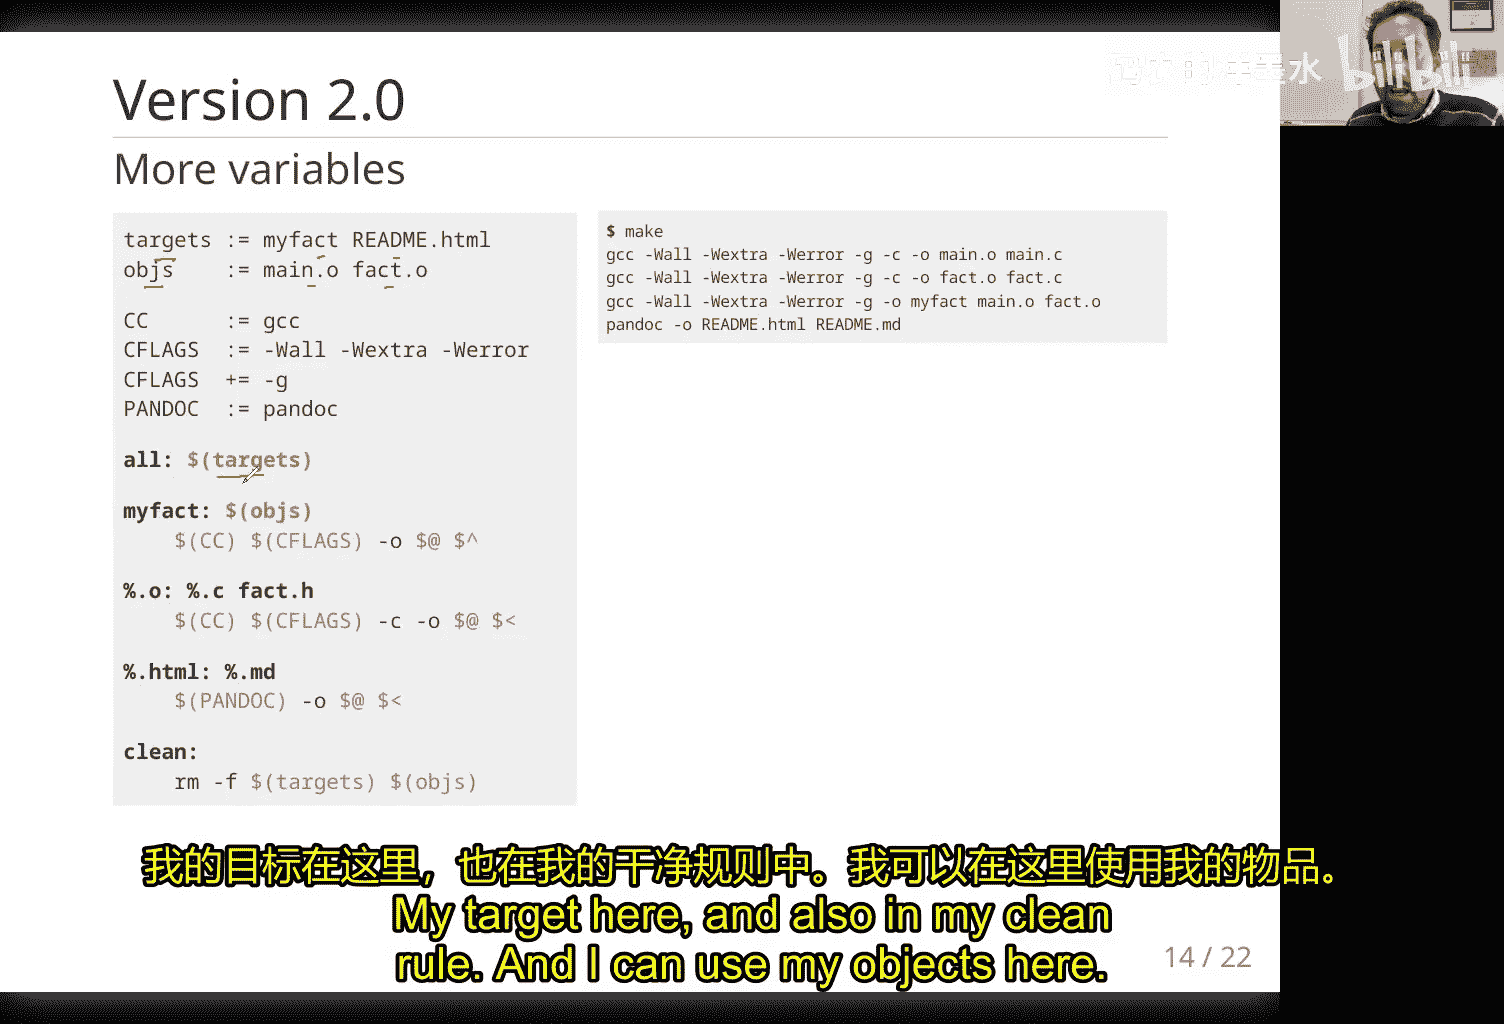 bilibili
Version 2.0
More variables
targets := myfact README.html
objs := main.o fact.o
CC := gcc
CFLAGS := -Wall -Wextra -Werror
CFLAGS += -g
PANDOC := pandoc
all: $(targets)
myfact: $(objs)
$(CC) $(CFLAGS) -o $@ $^
%.o: %.c fact.h
$(CC) $(CFLAGS) -c -o $@ $<
%.html: %.md
$(PANDOC) -o $@ $<
clean:
rm -f $(targets) $(objs)
$ make
gcc -Wall -Wextra -Werror -g -c -o main.o main.c
gcc -Wall -Wextra -Werror -g -c -o fact.o fact.c
gcc -Wall -Wextra -Werror -g -o myfact main.o fact.o
pandoc -o README.html README.md
我的目标在这里，也在我的干净规则中。我可以在这里使用我的物品。
My target here, and also in my clean
rule. And I can use my objects here.
14 / 22